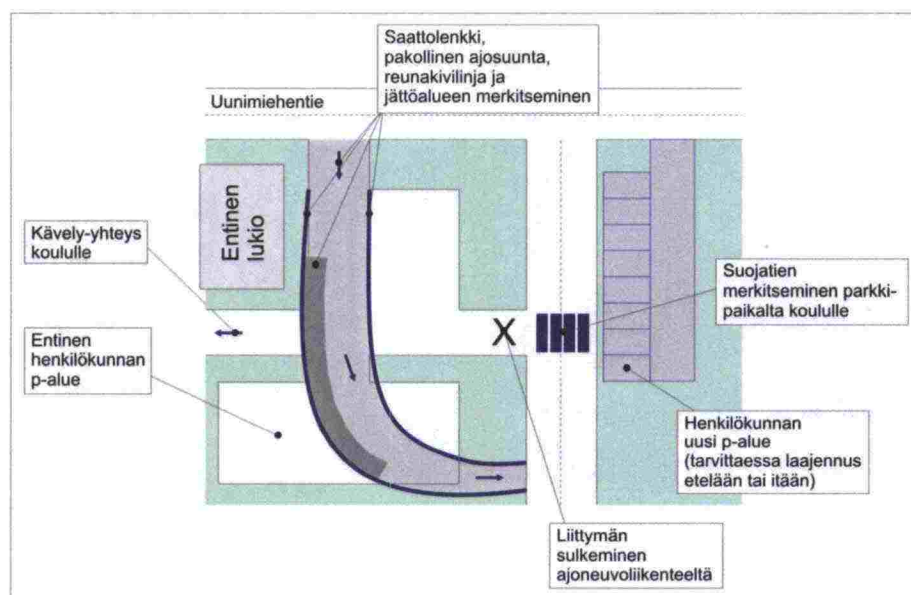 Saattolenkki,
pakollinen ajosuunta,
reunakivilinja ja
jättöalueen merkitseminen
Uunimiehentie
Entinen
lukio
Kävely-yhteys
koululle
Suojatien
merkitseminen parkki-
paikalta koululle
Entinen
henkilökunnan
p-alue
Henkilökunnan
uusi p-alue
(tarvittaessa laajennus
etelään tai itään)
Liittymän
sulkeminen
ajoneuvoliikenteeltä